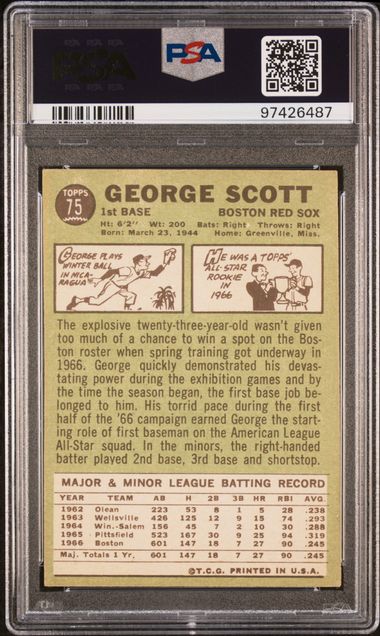 PSA
97426487
TOPPS
75
GEORGE SCOTT
1st BASE BOSTON RED SOX
Ht: 6'2" Wt: 200 Bats: Right Throws: Right
Born: March 23, 1944 Home: Greenville, Miss.
GEORGE PLAYS
WINTER BALL
IN NICA-
RAGUA
HE WAS A TOPPS
ALL-STAR
ROOKIE
IN
1966
The explosive twenty-three-year-old wasn't given
too much of a chance to win a spot on the Bos-
ton roster when spring training got underway in
1966. George quickly demonstrated his devas-
tating power during the exhibition games and by
the time the season began, the first base job be-
longed to him. His torrid pace during the first
half of the '66 campaign earned George the start-
ing role of first baseman on the American League
All-Star squad. In the minors, the right-handed
batter played 2nd base, 3rd base and shortstop.
MAJOR & MINOR LEAGUE BATTING RECORD
YEAR TEAM AB H 2B 3B HR RBI AVG.
1962 Olean 223 53 8 1 5 28 .238
1963 Wellsville 426 125 12 9 15 74 .293
1964 Win.-Salem 156 45 7 2 10 30 .288
1965 Pittsfield 523 167 30 9 25 94 .319
1966 Boston 601 147 18 7 27 90 .245
Maj. Totals 1 Yr. 601 147 18 7 27 90 .245
©T.C.G. PRINTED IN U.S.A.